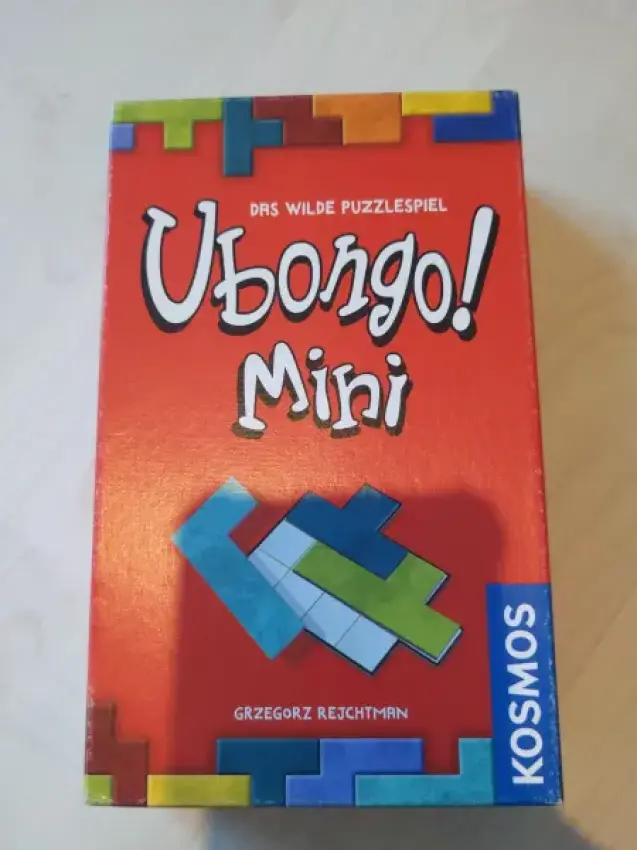 DAS WILDE PUZZLESPIEL
Ubongo!
Mini
GRZEGORZ REJCHTMAN
KOSMOS